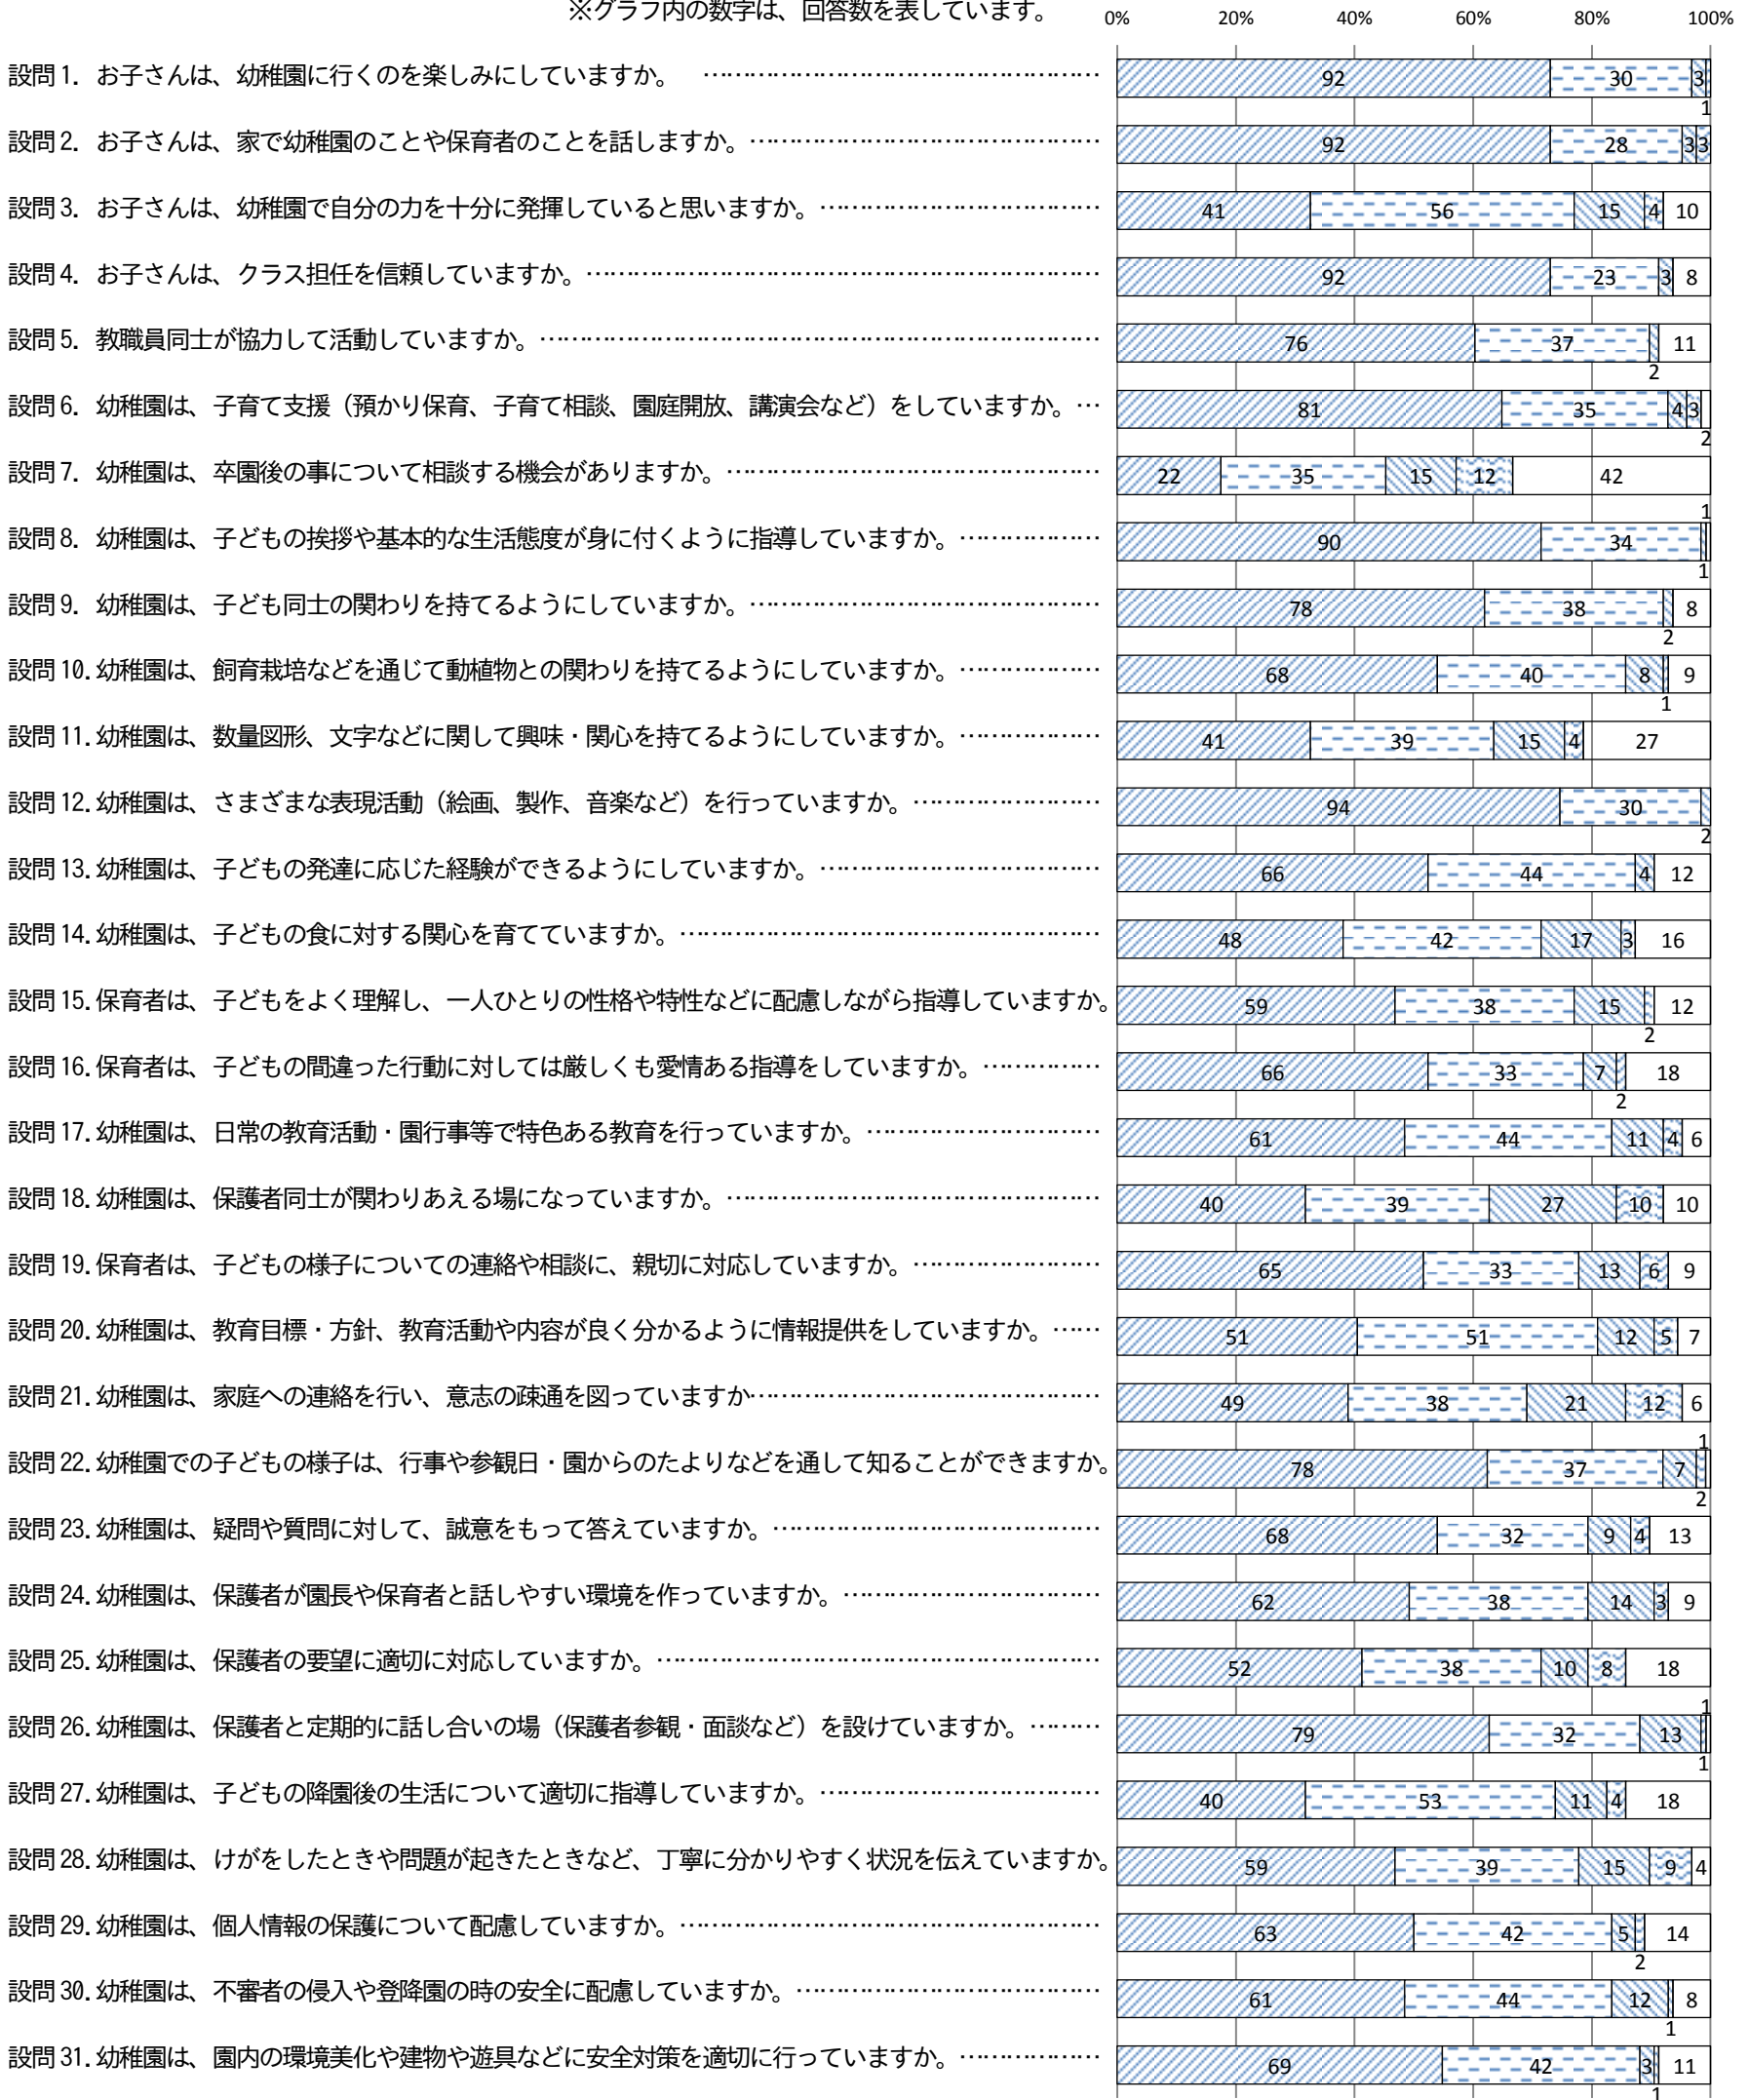 ※グラフ内の数字は、回答数を表しています。
0% 20% 40% 60% 80% 100%
設問1. お子さんは、幼稚園に行くのを楽しみにしていますか。 ………………………………………… 92 30 3 1
設問2. お子さんは、家で幼稚園のことや保育者のことを話しますか。…………………………………… 92 28 3 3
設問3. お子さんは、幼稚園で自分の力を十分に発揮していると思いますか。…………………………… 41 56 15 4 10
設問4. お子さんは、クラス担任を信頼していますか。……………………………………………………… 92 23 3 8
設問5. 教職員同士が協力して活動していますか。…………………………………………………………… 76 37 2 11
設問6. 幼稚園は、子育て支援（預かり保育、子育て相談、園庭開放、講演会など）をしていますか。… 81 35 4 3 2
設問7. 幼稚園は、卒園後の事について相談する機会がありますか。……………………………………… 22 35 15 12 42
設問8. 幼稚園は、子どもの挨拶や基本的な生活態度が身に付くように指導していますか。…………… 90 34 1 1
設問9. 幼稚園は、子ども同士の関わりを持てるようにしていますか。…………………………………… 78 38 2 8
設問10.幼稚園は、飼育栽培などを通じて動植物との関わりを持てるようにしていますか。…………… 68 40 8 1 9
設問11.幼稚園は、数量図形、文字などに関して興味・関心を持てるようにしていますか。…………… 41 39 15 4 27
設問12.幼稚園は、さまざまな表現活動（絵画、製作、音楽など）を行っていますか。………………… 94 30 2
設問13.幼稚園は、子どもの発達に応じた経験ができるようにしていますか。…………………………… 66 44 4 12
設問14.幼稚園は、子どもの食に対する関心を育てていますか。…………………………………………… 48 42 17 3 16
設問15.保育者は、子どもをよく理解し、一人ひとりの性格や特性などに配慮しながら指導していますか。 59 38 15 2 12
設問16.保育者は、子どもの間違った行動に対しては厳しくも愛情ある指導をしていますか。………… 66 33 7 2 18
設問17.幼稚園は、日常の教育活動・園行事等で特色ある教育を行っていますか。……………………… 61 44 11 4 6
設問18.幼稚園は、保護者同士が関わりあえる場になっていますか。……………………………………… 40 39 27 10 10
設問19.保育者は、子どもの様子についての連絡や相談に、親切に対応していますか。………………… 65 33 13 6 9
設問20.幼稚園は、教育目標・方針、教育活動や内容が良く分かるように情報提供をしていますか。…… 51 51 12 5 7
設問21.幼稚園は、家庭への連絡を行い、意志の疎通を図っていますか…………………………………… 49 38 21 12 6
設問22.幼稚園での子どもの様子は、行事や参観日・園からのたよりなどを通して知ることができますか。 78 37 7 2 1
設問23.幼稚園は、疑問や質問に対して、誠意をもって答えていますか。………………………………… 68 32 9 4 13
設問24.幼稚園は、保護者が園長や保育者と話しやすい環境を作っていますか。………………………… 62 38 14 3 9
設問25.幼稚園は、保護者の要望に適切に対応していますか。……………………………………………… 52 38 10 8 18
設問26.幼稚園は、保護者と定期的に話し合いの場（保護者参観・面談など）を設けていますか。……… 79 32 13 1 1
設問27.幼稚園は、子どもの降園後の生活について適切に指導していますか。…………………………… 40 53 11 4 18
設問28.幼稚園は、けがをしたときや問題が起きたときなど、丁寧に分かりやすく状況を伝えていますか。 59 39 15 9 4
設問29.幼稚園は、個人情報の保護について配慮していますか。…………………………………………… 63 42 5 2 14
設問30.幼稚園は、不審者の侵入や登降園の時の安全に配慮していますか。……………………………… 61 44 12 1 8
設問31.幼稚園は、園内の環境美化や建物や遊具などに安全対策を適切に行っていますか。…………… 69 42 3 1 11